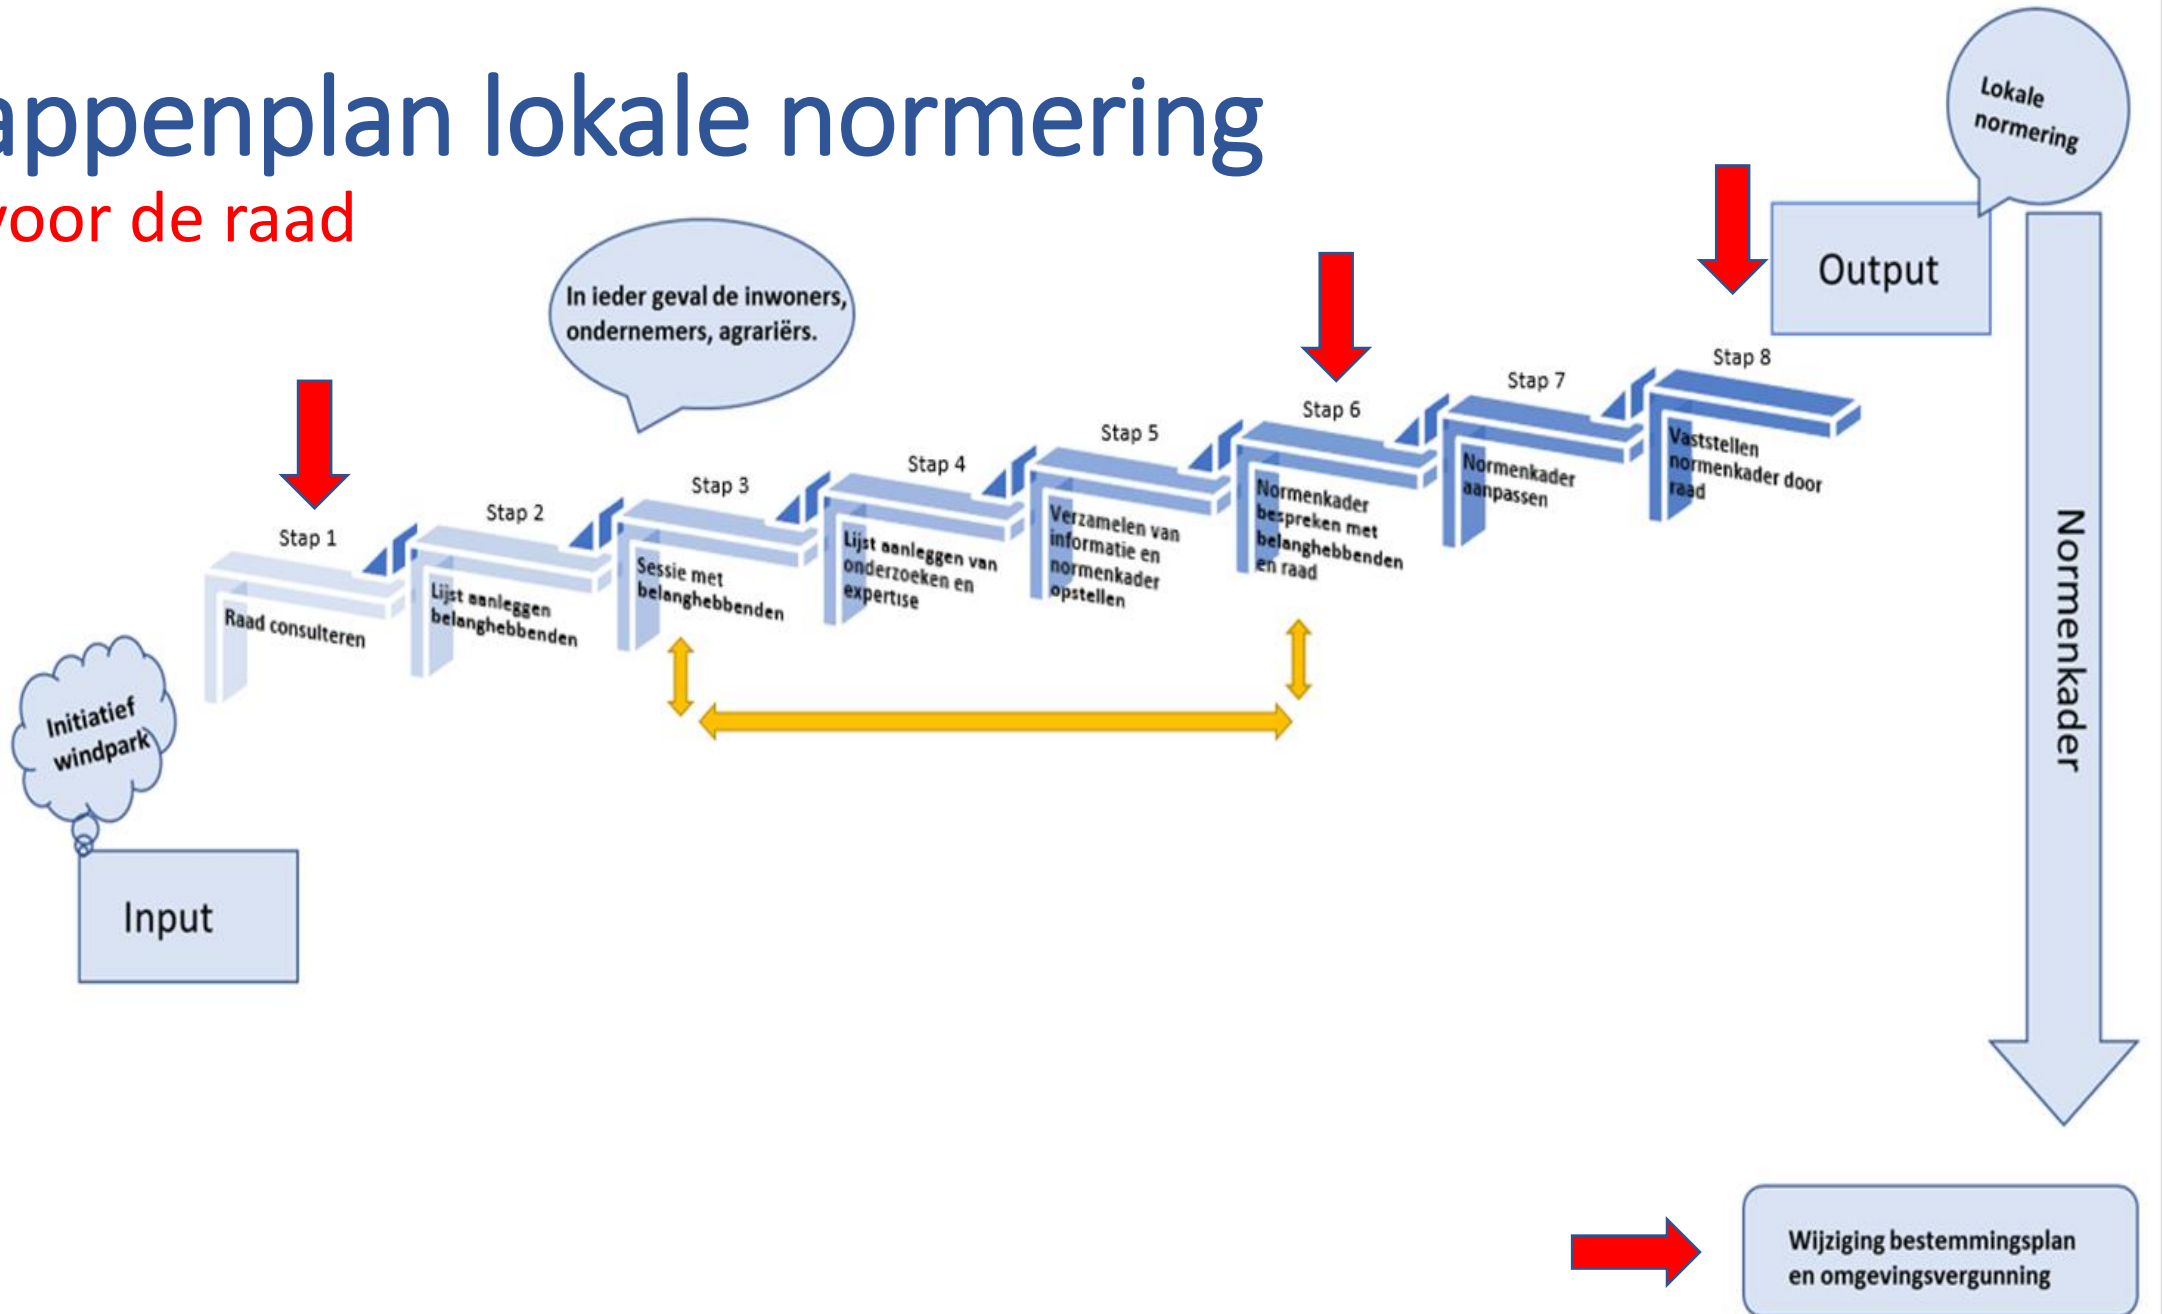 appenplan lokale normering
voor de raad
Lokale
normering
Output
In ieder geval de inwoners,
ondernemers, agrariërs.
Stap 1
Raad consulteren
Stap 2
Lijst aanleggen
belanghebbenden
Stap 3
Sessie met
belanghebbenden
Stap 4
Lijst aanleggen van
onderzoeken en
expertise
Stap 5
Verzamelen van
informatie en
normenkader
opstellen
Stap 6
Normenkader
bespreken met
belanghebbenden
en raad
Stap 7
Normenkader
aanpassen
Stap 8
Vaststellen
normenkader door
raad
Initiatief
windpark
Input
Normenkader
Wijziging bestemmingsplan
en omgevingsvergunning